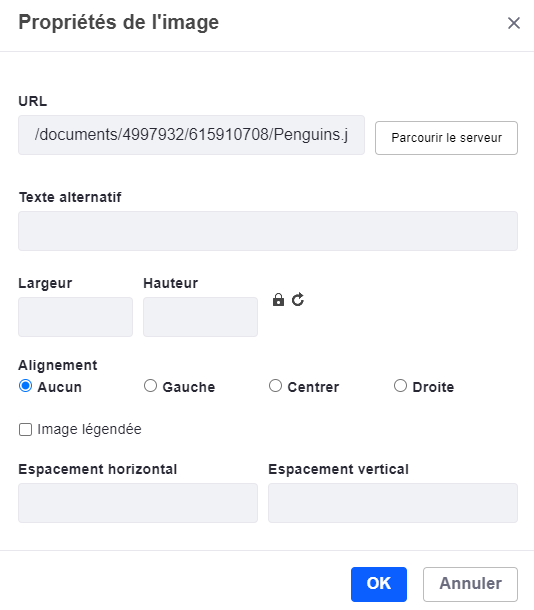 Propriétés de l'image
URL
/documents/4997932/615910708/Penguins.j
Parcourir le serveur
Texte alternatif
Largeur Hauteur
Alignement
Aucun Gauche Centrer Droite
Image légendée
Espacement horizontal Espacement vertical
OK Annuler